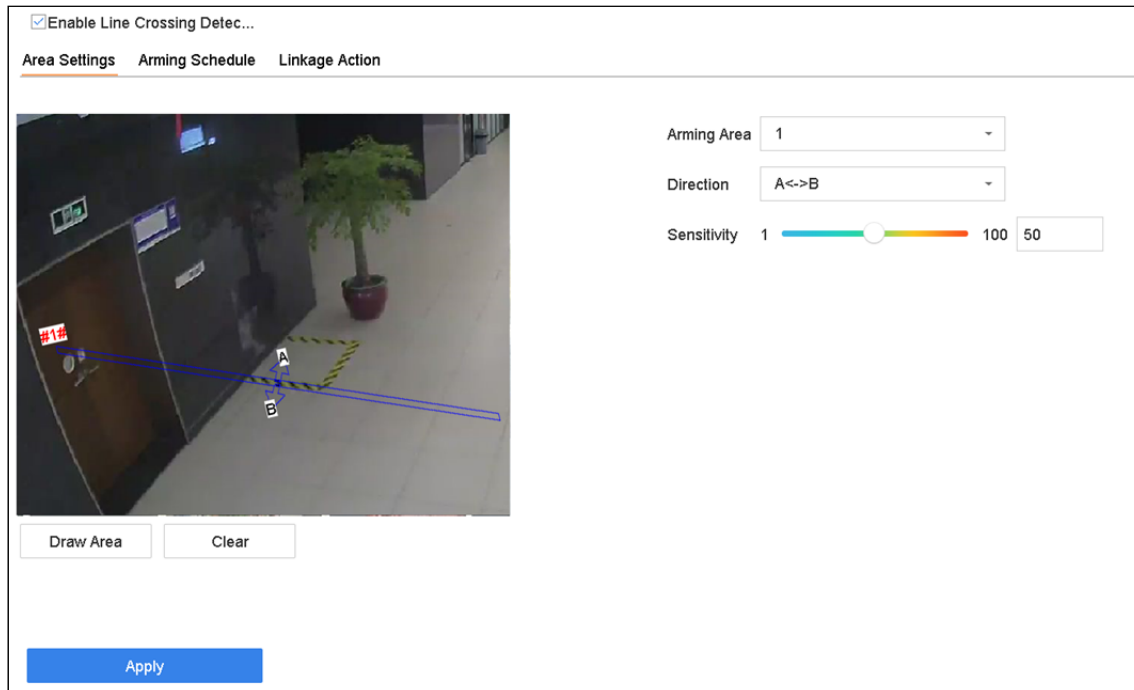 Enable Line Crossing Detec...
Area Settings Arming Schedule Linkage Action
Arming Area 1
Direction A<->B
Sensitivity 1 100 50
#1#
A
B
Draw Area Clear
Apply